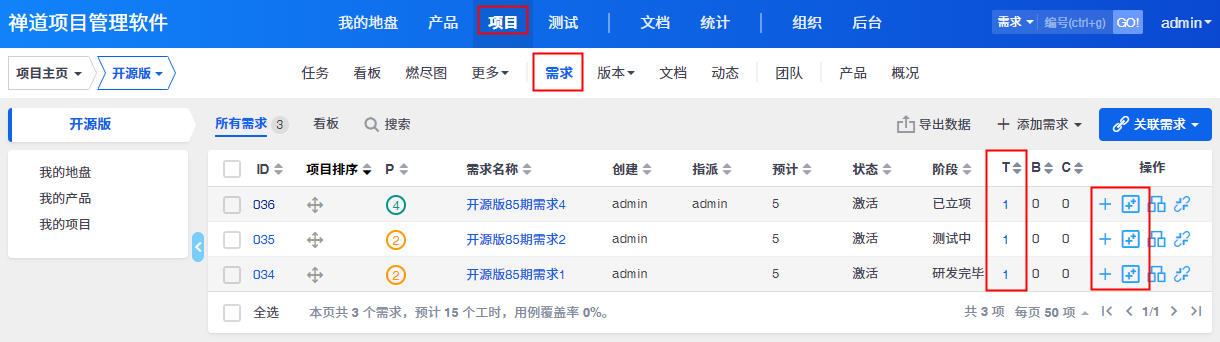 禅道项目管理软件 我的地盘 产品 项目 测试 文档 统计 组织 后台 需求 编号(ctrl+g) GO! admin
项目主页 开源版 任务 看板 燃尽图 更多 需求 版本 文档 动态 团队 产品 概况
开源版 所有需求 3 看板 搜索 导出数据 添加需求 关联需求
我的地盘
我的产品
我的项目
ID 项目排序 P 需求名称 创建 指派 预计 状态 阶段 T B C 操作
036 4 开源版85期需求4 admin admin 5 激活 已立项 1 0 0
035 2 开源版85期需求2 admin 5 激活 测试中 1 0 0
034 2 开源版85期需求1 admin 5 激活 研发完毕 1 0 0
全选 本页共 3 个需求，预计 15 个工时，用例覆盖率 0%。 共 3 项 每页 50 项 1/1